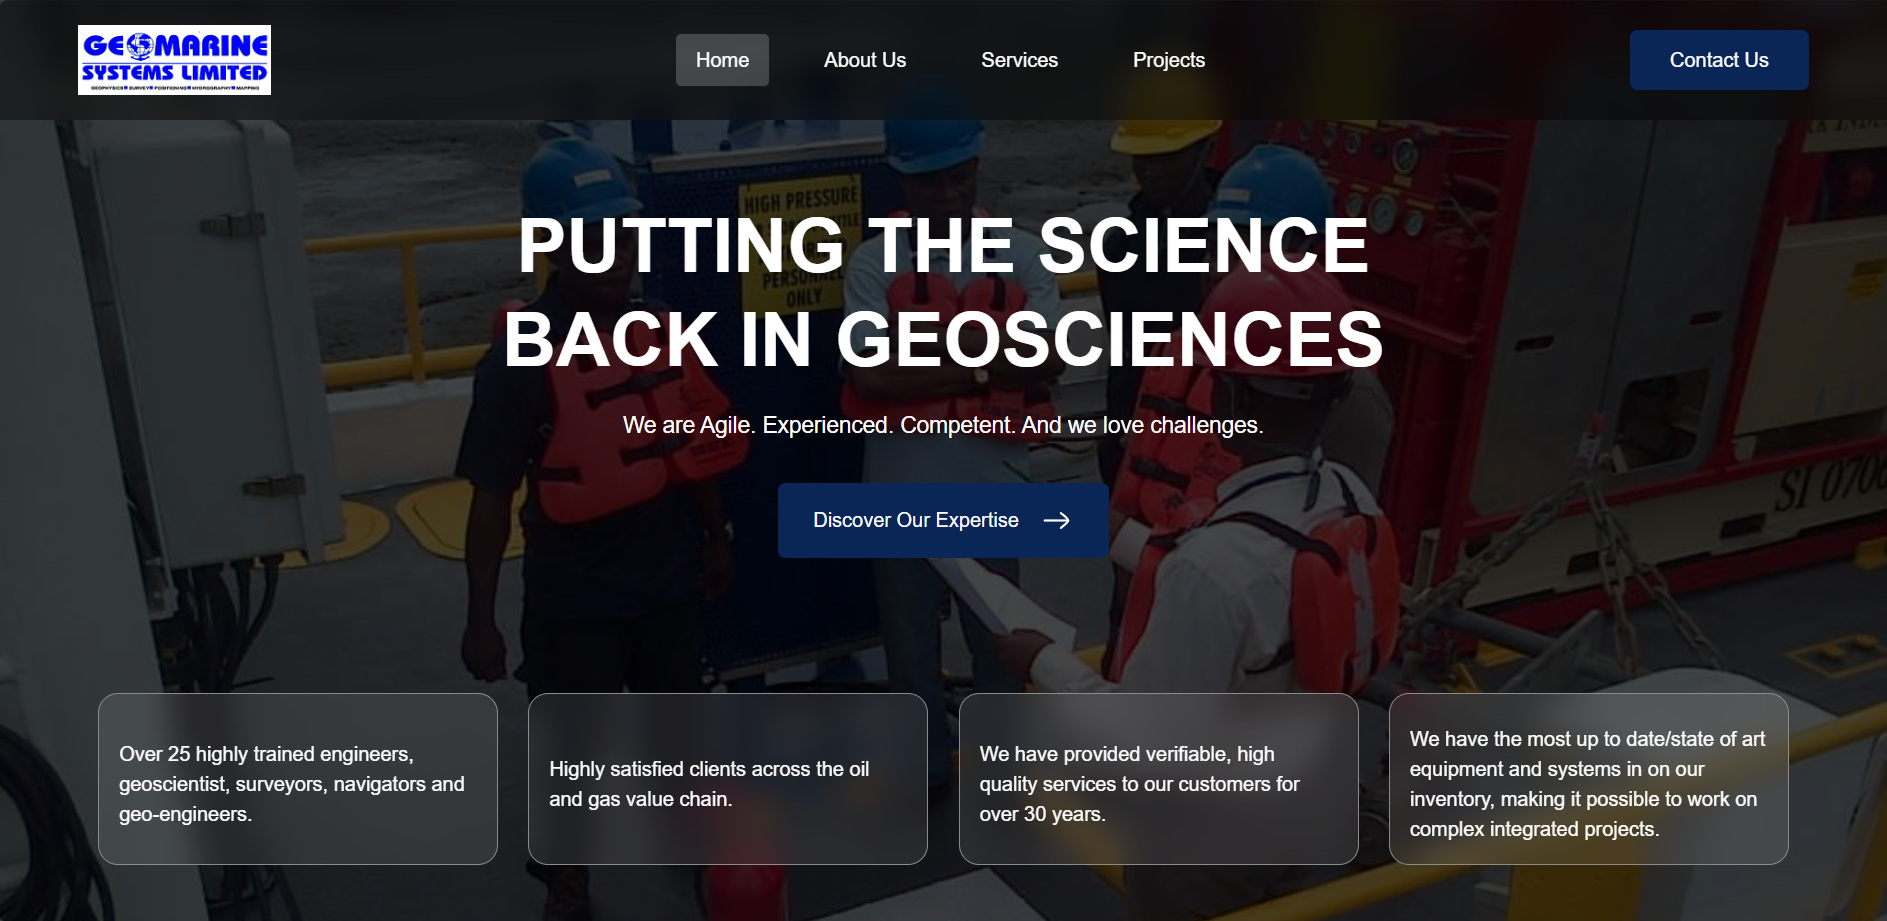 GEOMARINE
SYSTEMS LIMITED
GEOPHYSICS SURVEY POSITIONING HYDROGRAPHY MAPPING
Home
About Us
Services
Projects
Contact Us
HIGH PRESSURE
PERSONNEL
ONLY
PUTTING THE SCIENCE
BACK IN GEOSCIENCES
We are Agile. Experienced. Competent. And we love challenges.
Discover Our Expertise
SI 0708
Over 25 highly trained engineers,
geoscientist, surveyors, navigators and
geo-engineers.
Highly satisfied clients across the oil
and gas value chain.
We have provided verifiable, high
quality services to our customers for
over 30 years.
We have the most up to date/state of art
equipment and systems in on our
inventory, making it possible to work on
complex integrated projects.